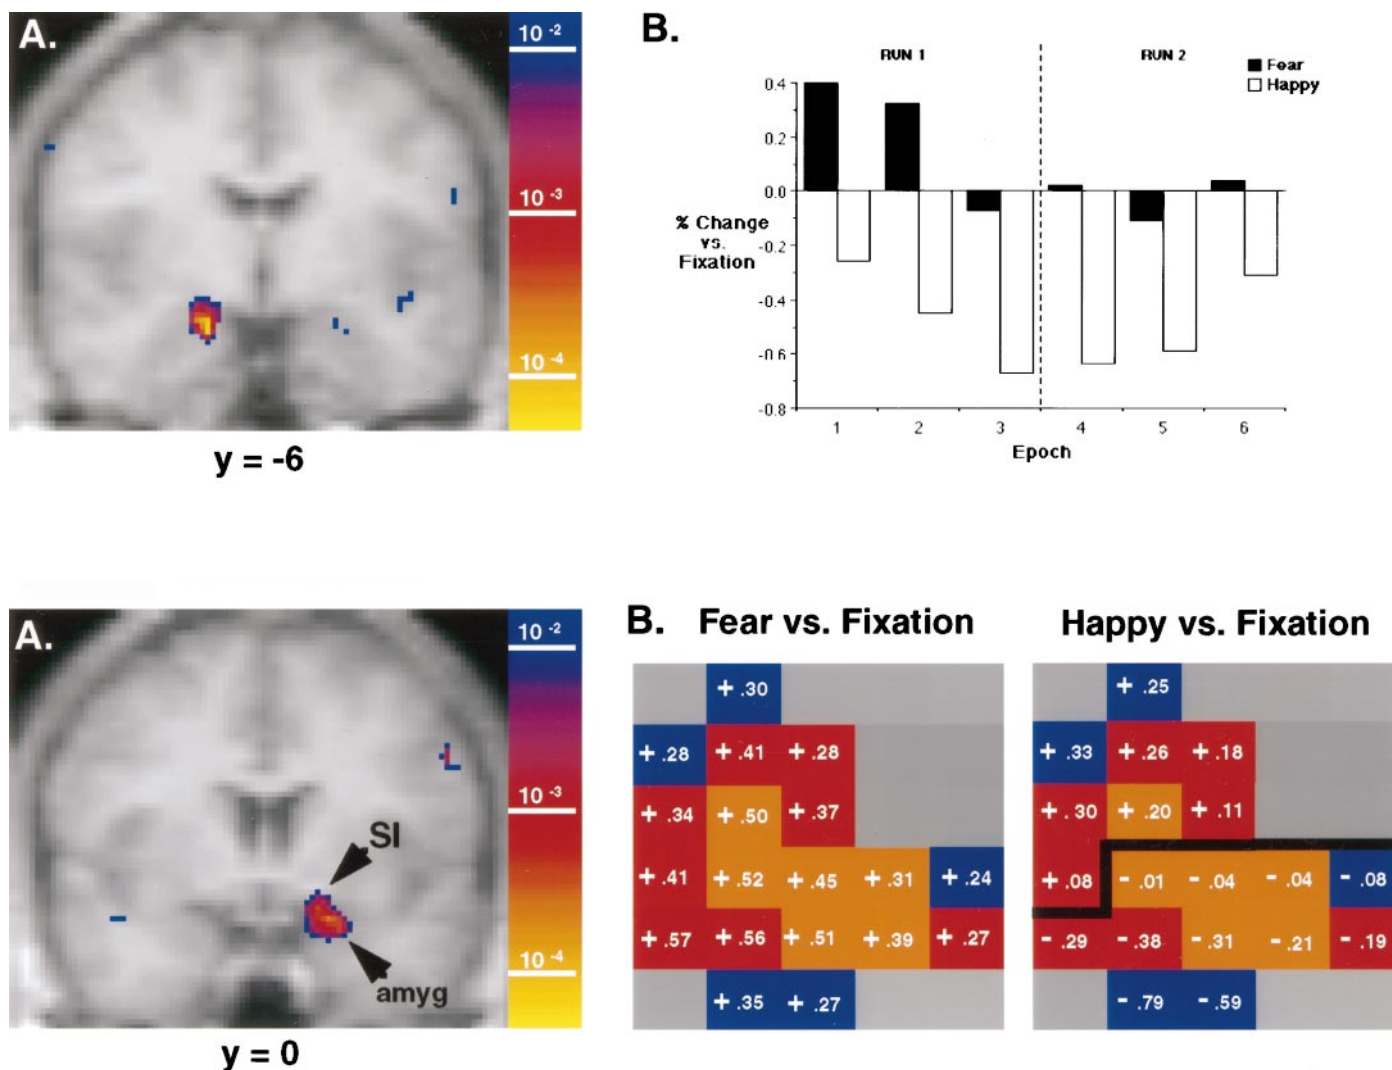 A.
10 -2
10 -3
10 -4
y = -6
B.
RUN 1
RUN 2
Fear
Happy
0.4
0.2
0.0
-0.2
-0.4
-0.6
-0.8
% Change
vs.
Fixation
1 2 3 4 5 6
Epoch
A.
10 -2
10 -3
10 -4
SI
amyg
y = 0
B. Fear vs. Fixation
+ .30
+ .28 + .41 + .28
+ .34 + .50 + .37
+ .41 + .52 + .45 + .31 + .24
+ .57 + .56 + .51 + .39 + .27
+ .35 + .27
Happy vs. Fixation
+ .25
+ .33 + .26 + .18
+ .30 + .20 + .11
+ .08 - .01 - .04 - .04 - .08
- .29 - .38 - .31 - .21 - .19
- .79 - .59